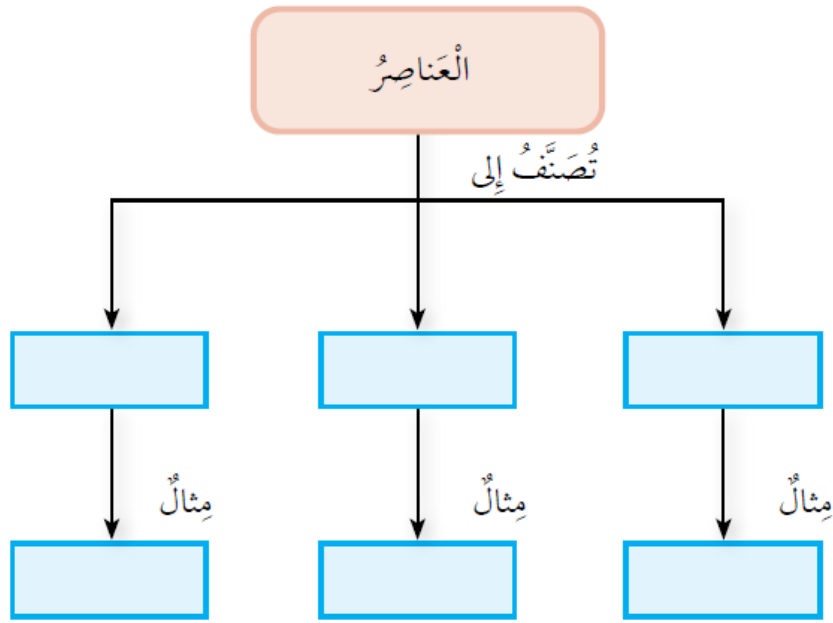 الْعَناصِرُ
تُصَنَّفُ إِلى
مِثالٌ
مِثالٌ
مِثالٌ